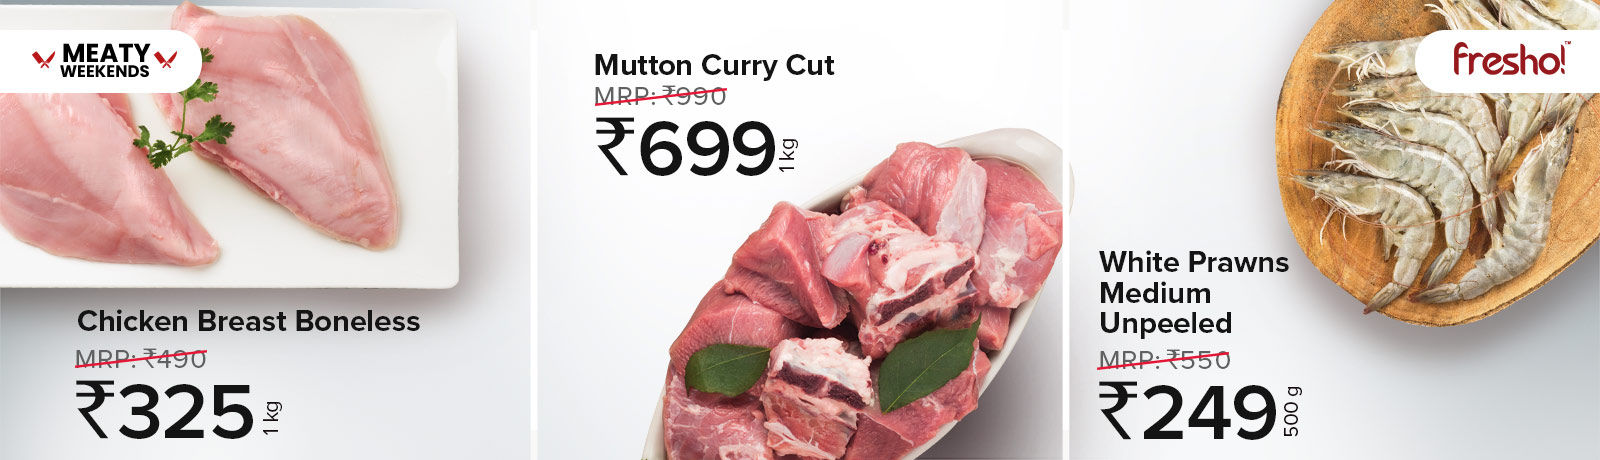 MEATY
WEEKENDS
Chicken Breast Boneless
MRP: ₹490
₹325 1 kg
Mutton Curry Cut
MRP: ₹990
₹699 1 kg
fresho!™
White Prawns
Medium
Unpeeled
MRP: ₹550
₹249 500 g